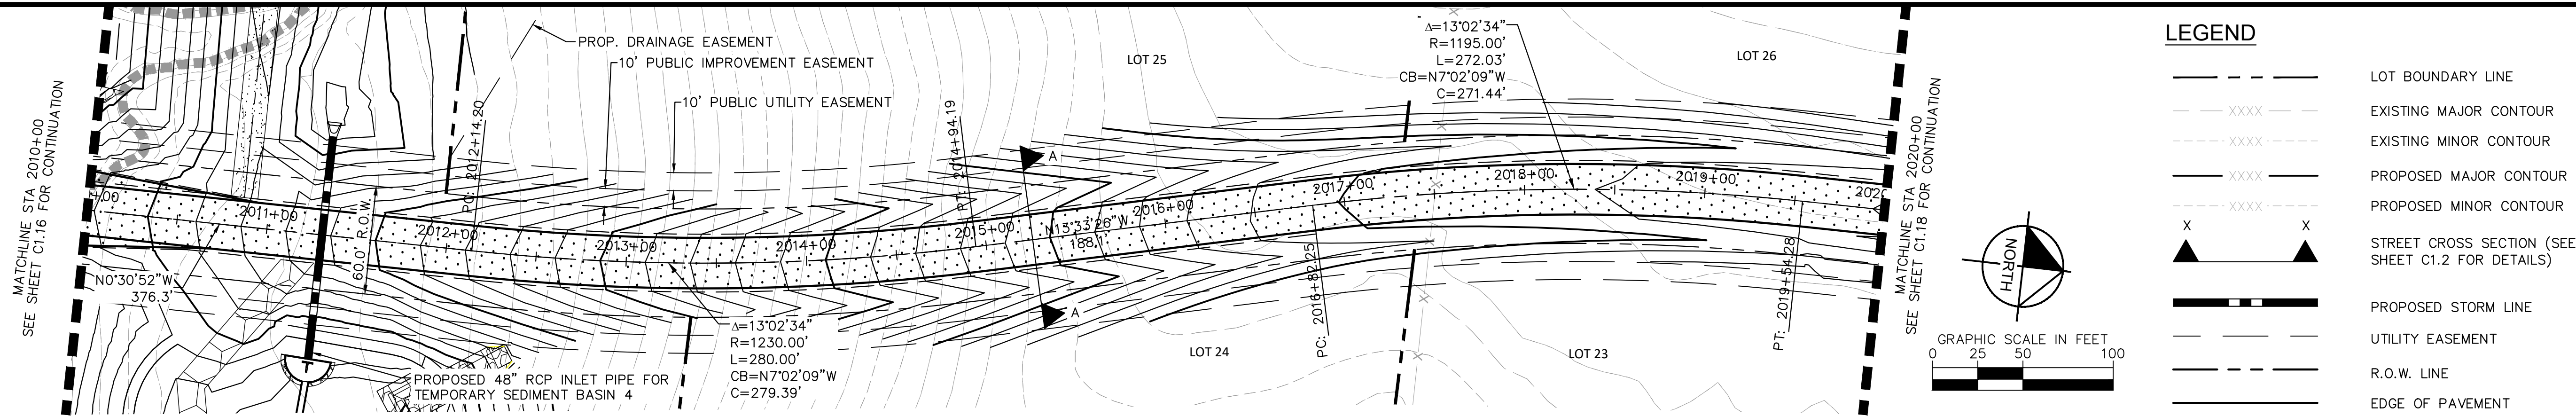 MATCHLINE STA 2010+00
SEE SHEET C1.16 FOR CONTINUATION
PROP. DRAINAGE EASEMENT
10' PUBLIC IMPROVEMENT EASEMENT
10' PUBLIC UTILITY EASEMENT
PC: 2012+14.20
PT: 2014+94.19
LOT 25
Δ=13°02'34"
R=1195.00'
L=272.03'
CB=N7°02'09"W
C=271.44'
LOT 26
A
2011+00
2012+00
2013+00
2014+00
2015+00
2016+00
2017+00
2018+00
2019+00
N13°33'26"W
188.1'
60.0' R.O.W.
N0°30'52"W
376.3'
A
Δ=13°02'34"
R=1230.00'
L=280.00'
CB=N7°02'09"W
C=279.39'
PROPOSED 48" RCP INLET PIPE FOR
TEMPORARY SEDIMENT BASIN 4
LOT 24
PC: 2016+82.25
LOT 23
PT: 2019+54.28
MATCHLINE STA 2020+00
SEE SHEET C1.18 FOR CONTINUATION
NORTH
GRAPHIC SCALE IN FEET
0 25 50 100
LEGEND
LOT BOUNDARY LINE
XXXX EXISTING MAJOR CONTOUR
XXXX EXISTING MINOR CONTOUR
XXXX PROPOSED MAJOR CONTOUR
XXXX PROPOSED MINOR CONTOUR
X X STREET CROSS SECTION (SEE
SHEET C1.2 FOR DETAILS)
PROPOSED STORM LINE
UTILITY EASEMENT
R.O.W. LINE
EDGE OF PAVEMENT